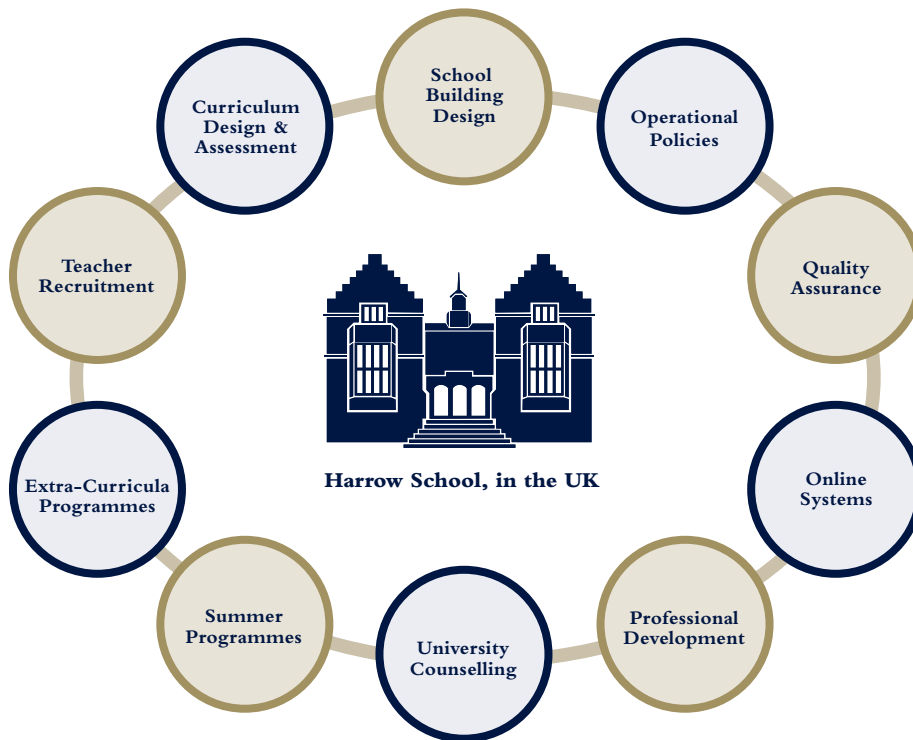 School
Building
Design
Operational
Policies
Quality
Assurance
Online
Systems
Professional
Development
University
Counselling
Summer
Programmes
Extra-Curricula
Programmes
Teacher
Recruitment
Curriculum
Design &
Assessment
Harrow School, in the UK